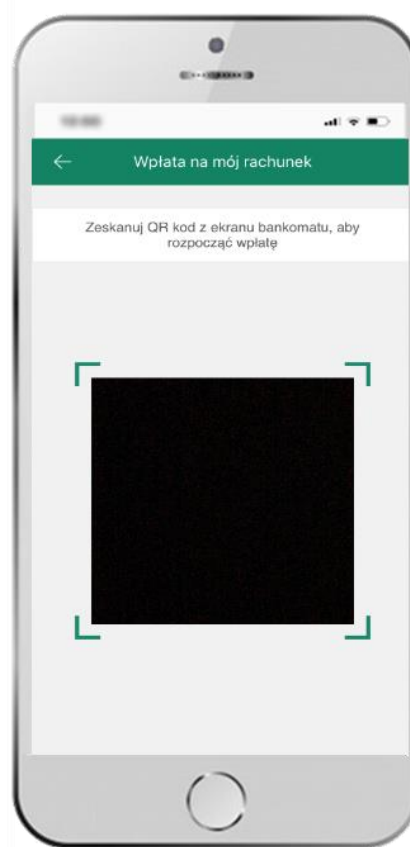 Wpłata na mój rachunek
Zeskanuj QR kod z ekranu bankomatu, aby
rozpocząć wpłatę